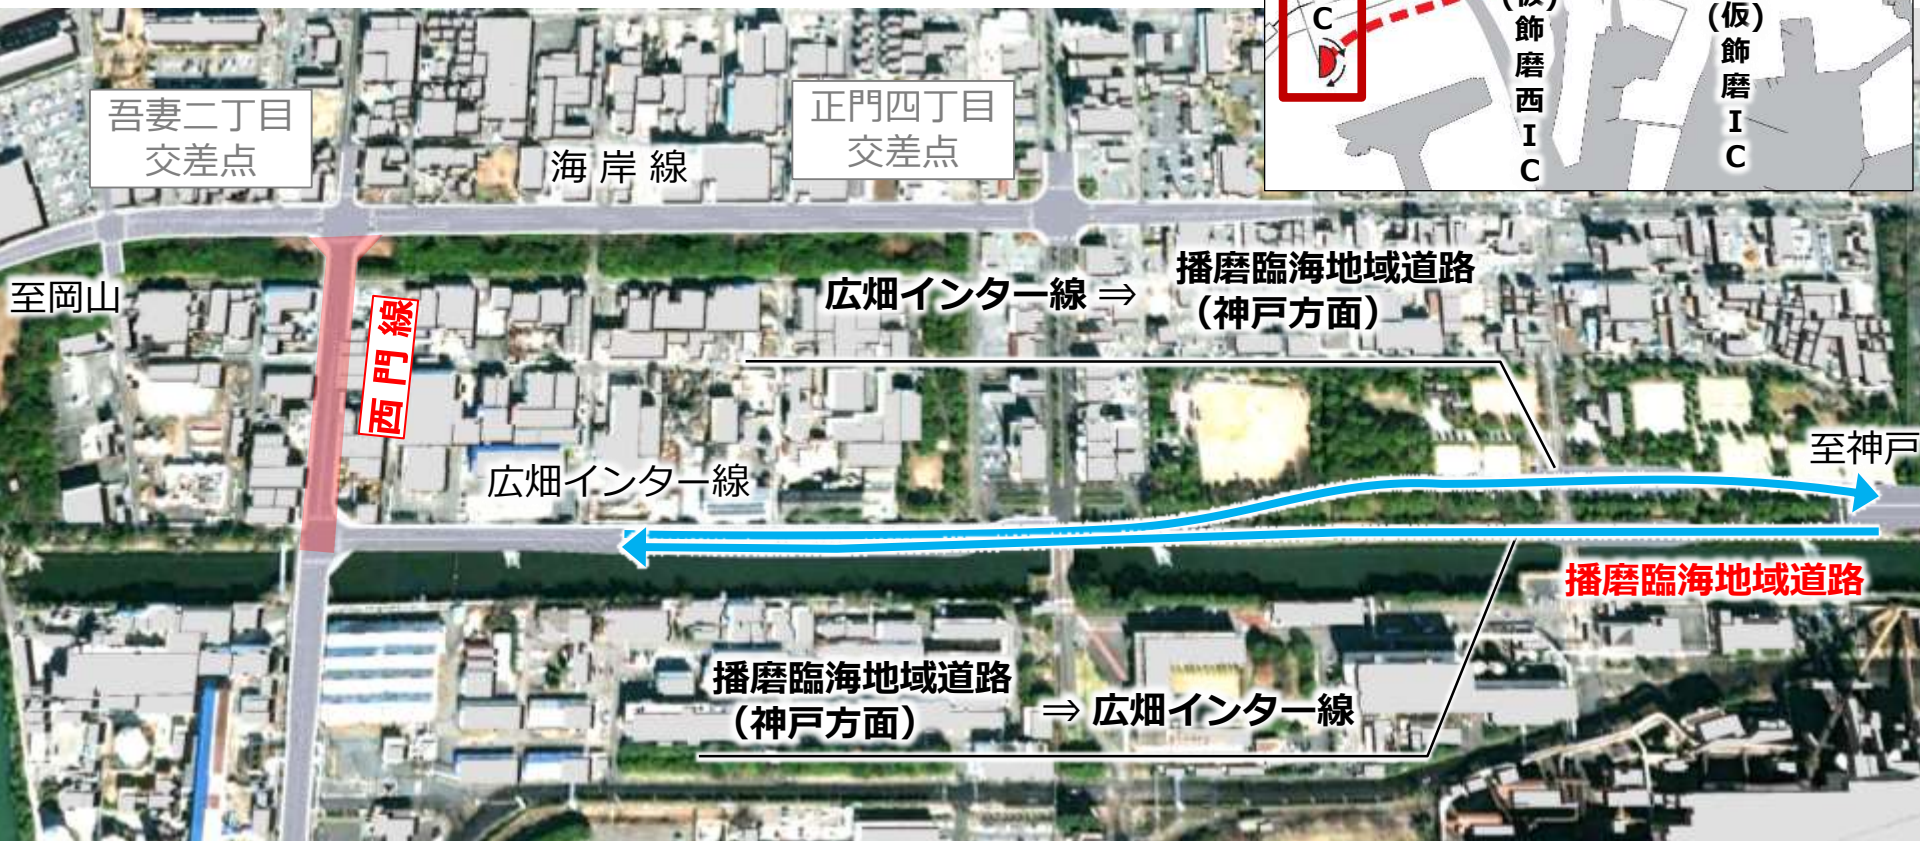 C
(仮)飾磨西IC
(仮)飾磨IC
吾妻二丁目
交差点
正門四丁目
交差点
海岸線
至岡山
西門線
広畑インター線 ⇒
播磨臨海地域道路
（神戸方面）
広畑インター線
至神戸
播磨臨海地域道路
播磨臨海地域道路
（神戸方面）
⇒ 広畑インター線